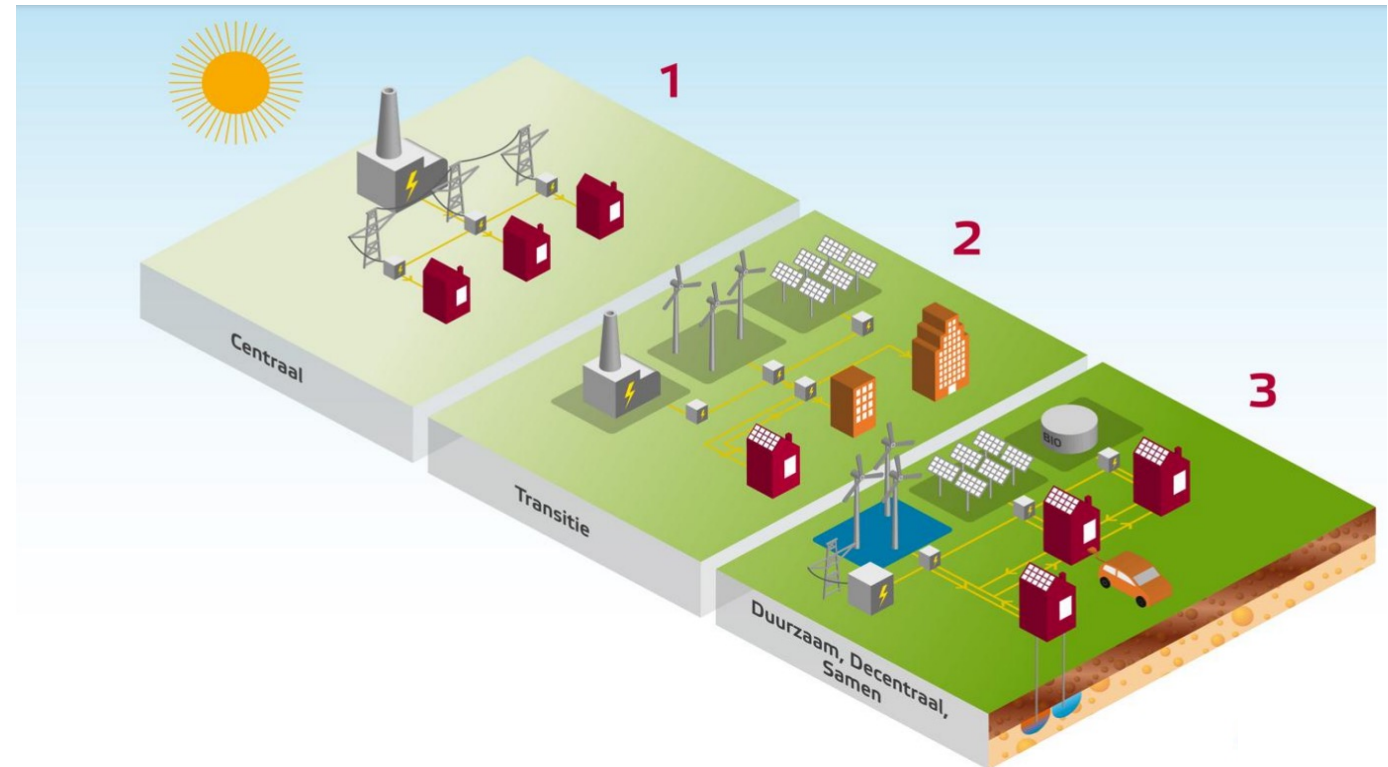 1
Centraal
2
Transitie
3
BIO
Duurzaam, Decentraal,
Samen